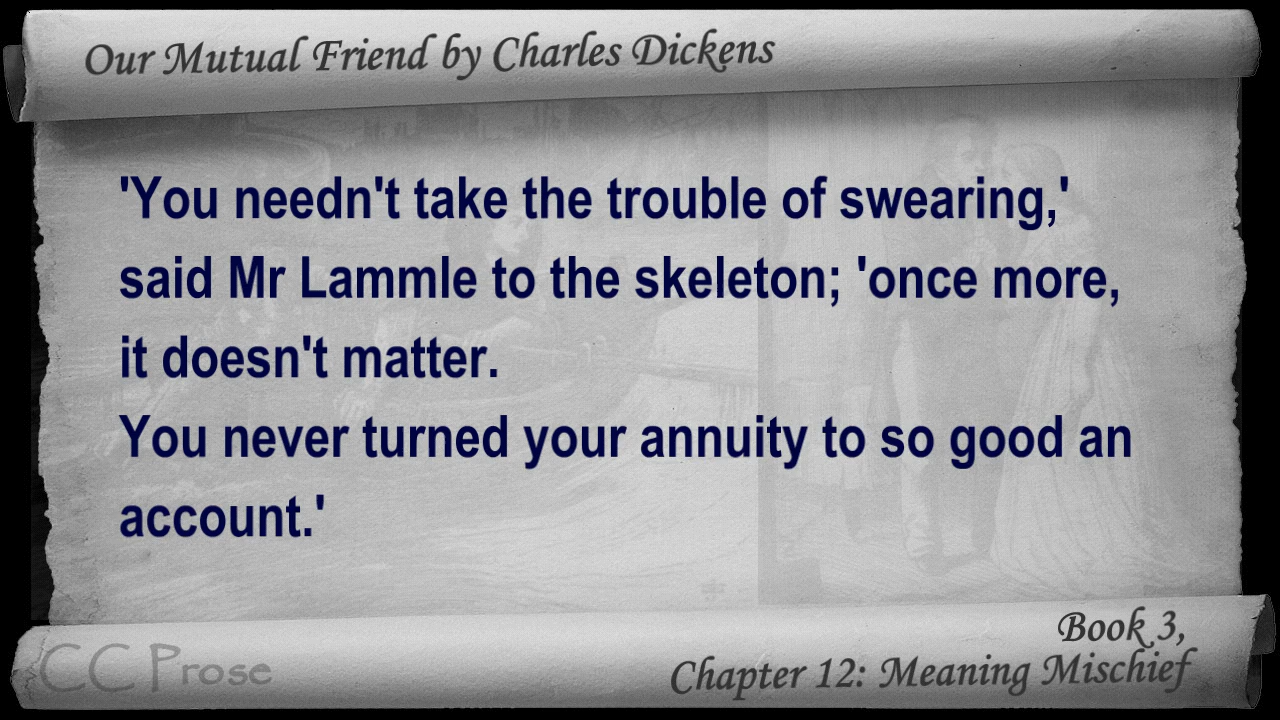 Our Mutual Friend by Charles Dickens
'You needn't take the trouble of swearing,'
said Mr Lammle to the skeleton; 'once more,
it doesn't matter.
You never turned your annuity to so good an
account.'
Book 3,
Chapter 12: Meaning Mischief
CC Prose